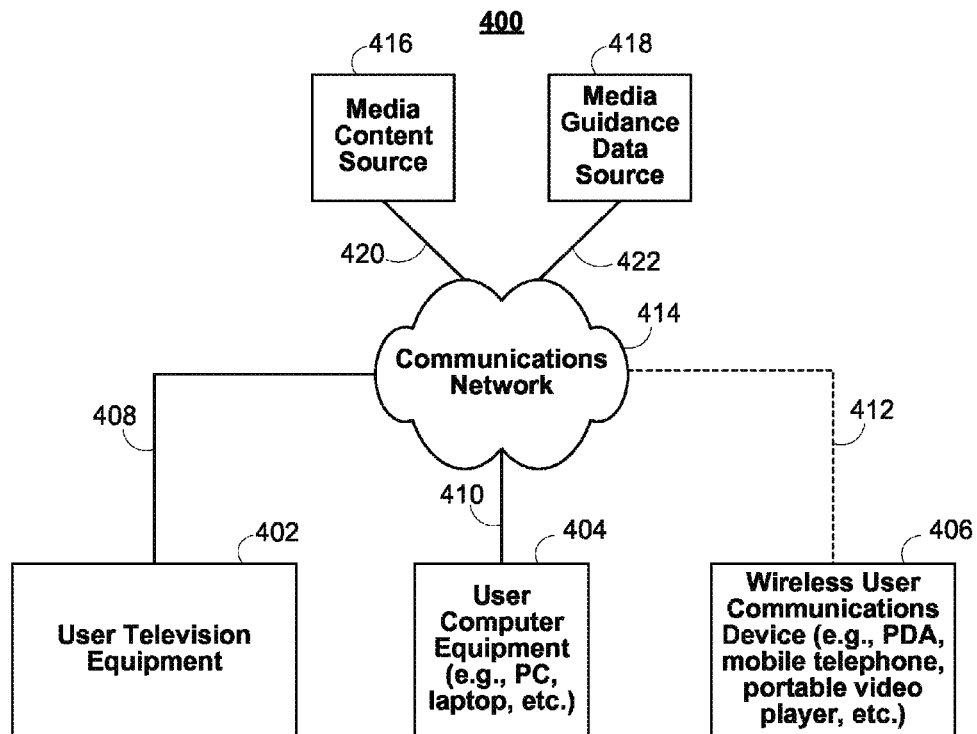 400
416
418
Media
Content
Source
Media
Guidance
Data
Source
420
422
414
Communications
Network
408
412
410
402
404
406
User Television
Equipment
User
Computer
Equipment
(e.g., PC,
laptop, etc.)
Wireless User
Communications
Device (e.g., PDA,
mobile telephone,
portable video
player, etc.)